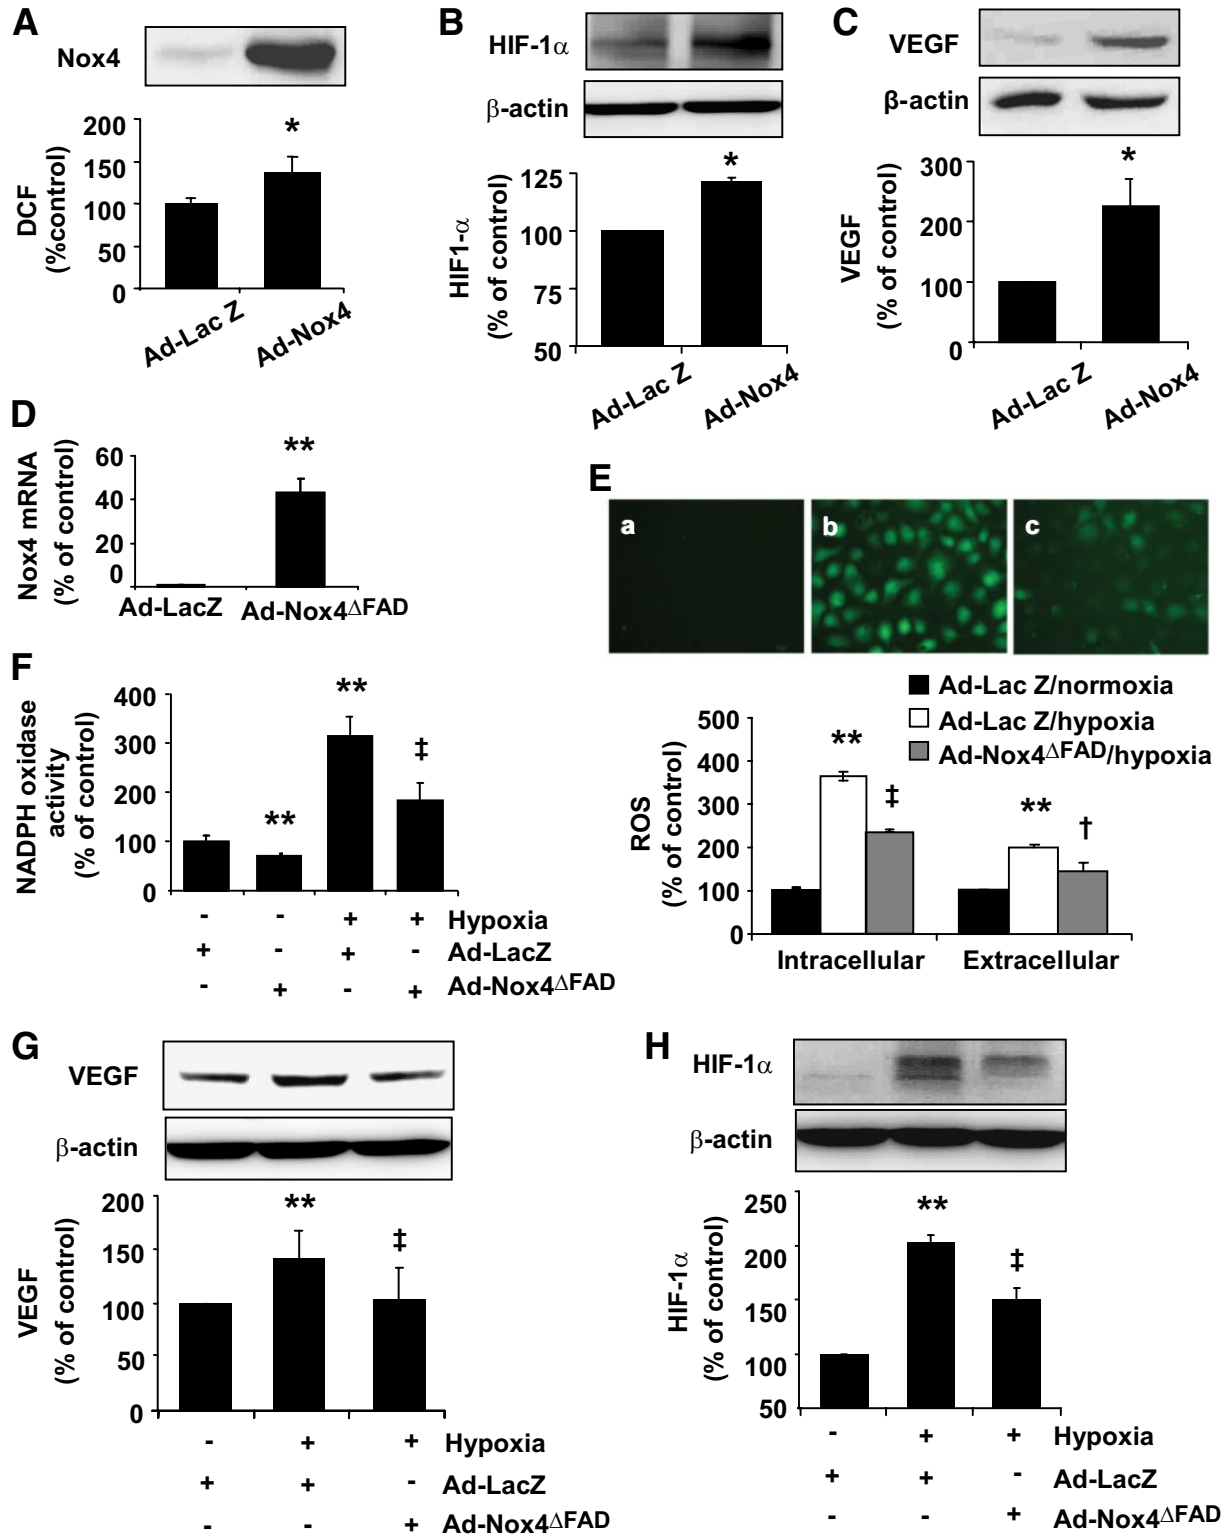 A
Nox4
DCF
(%control)
200
150
100
50
0
*
Ad-Lac Z
Ad-Nox4
B
HIF-1α
β-actin
HIF1-α
(% of control)
125
100
75
50
*
Ad-Lac Z
Ad-Nox4
C
VEGF
β-actin
VEGF
(% of control)
300
200
100
0
*
Ad-Lac Z
Ad-Nox4
D
Nox4 mRNA
(% of control)
60
40
20
0
**
Ad-LacZ
Ad-Nox4ΔFAD
E
a
b
c
Ad-Lac Z/normoxia
Ad-Lac Z/hypoxia
Ad-Nox4ΔFAD/hypoxia
ROS
(% of control)
500
400
300
200
100
0
**
‡
**
†
Intracellular
Extracellular
F
NADPH oxidase
activity
(% of control)
400
300
200
100
0
**
**
‡
- - + + Hypoxia
+ - + - Ad-LacZ
- + - + Ad-Nox4ΔFAD
G
VEGF
β-actin
VEGF
(% of control)
200
150
100
50
0
**
‡
- + + Hypoxia
+ + - Ad-LacZ
- - + Ad-Nox4ΔFAD
H
HIF-1α
β-actin
HIF-1α
(% of control)
250
200
150
100
50
**
‡
- + + Hypoxia
+ + - Ad-LacZ
- - + Ad-Nox4ΔFAD